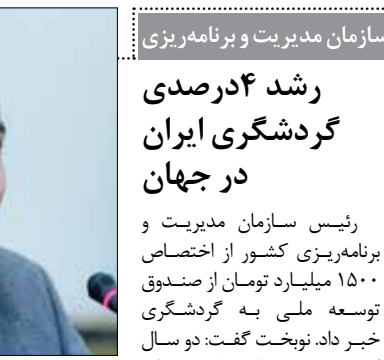 سازمان مدیریت و برنامه‌ریزی
رشد ۴درصدی
گردشگری ایران
در جهان
رئیس سازمان مدیریت و
برنامه‌ریزی کشور از اختصاص
۱۵۰۰ میلیارد تومان از صندوق
توسعه ملی به گردشگری
خبر داد. نوبخت گفت: دو سال